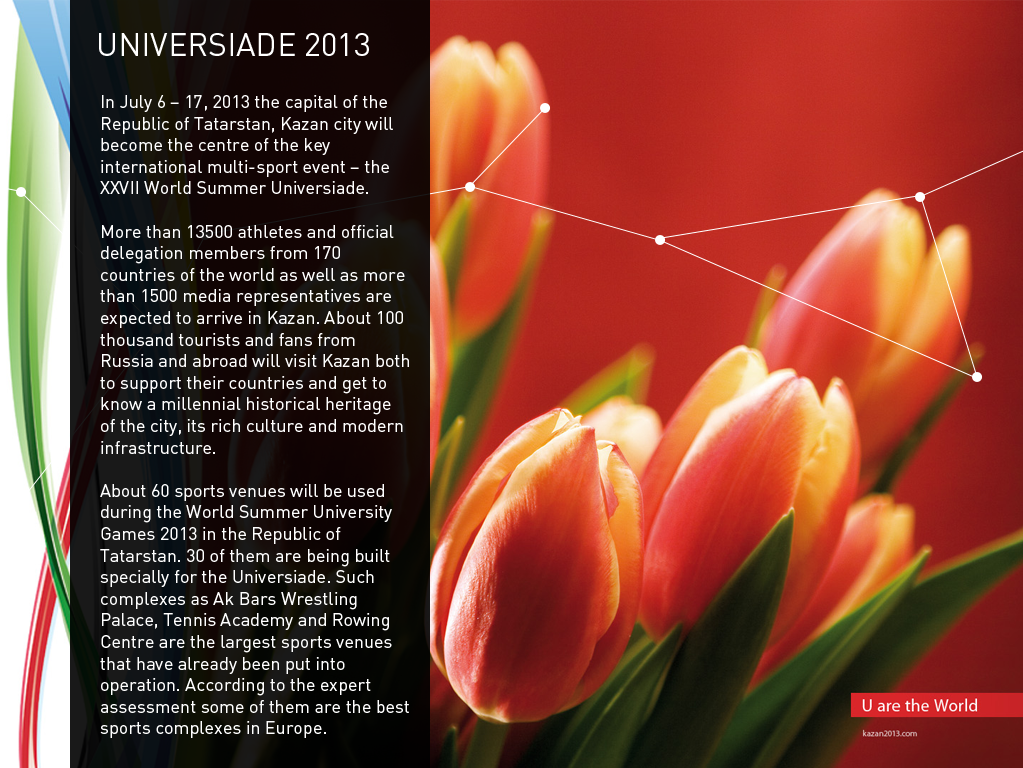 UNIVERSIADE 2013
In July 6 – 17, 2013 the capital of the
Republic of Tatarstan, Kazan city will
become the centre of the key
international multi-sport event – the
XXVII World Summer Universiade.
More than 13500 athletes and official
delegation members from 170
countries of the world as well as more
than 1500 media representatives are
expected to arrive in Kazan. About 100
thousand tourists and fans from
Russia and abroad will visit Kazan both
to support their countries and get to
know a millennial historical heritage
of the city, its rich culture and modern
infrastructure.
About 60 sports venues will be used
during the World Summer University
Games 2013 in the Republic of
Tatarstan. 30 of them are being built
specially for the Universiade. Such
complexes as Ak Bars Wrestling
Palace, Tennis Academy and Rowing
Centre are the largest sports venues
that have already been put into
operation. According to the expert
assessment some of them are the best
sports complexes in Europe.
U are the World
kazan2013.com